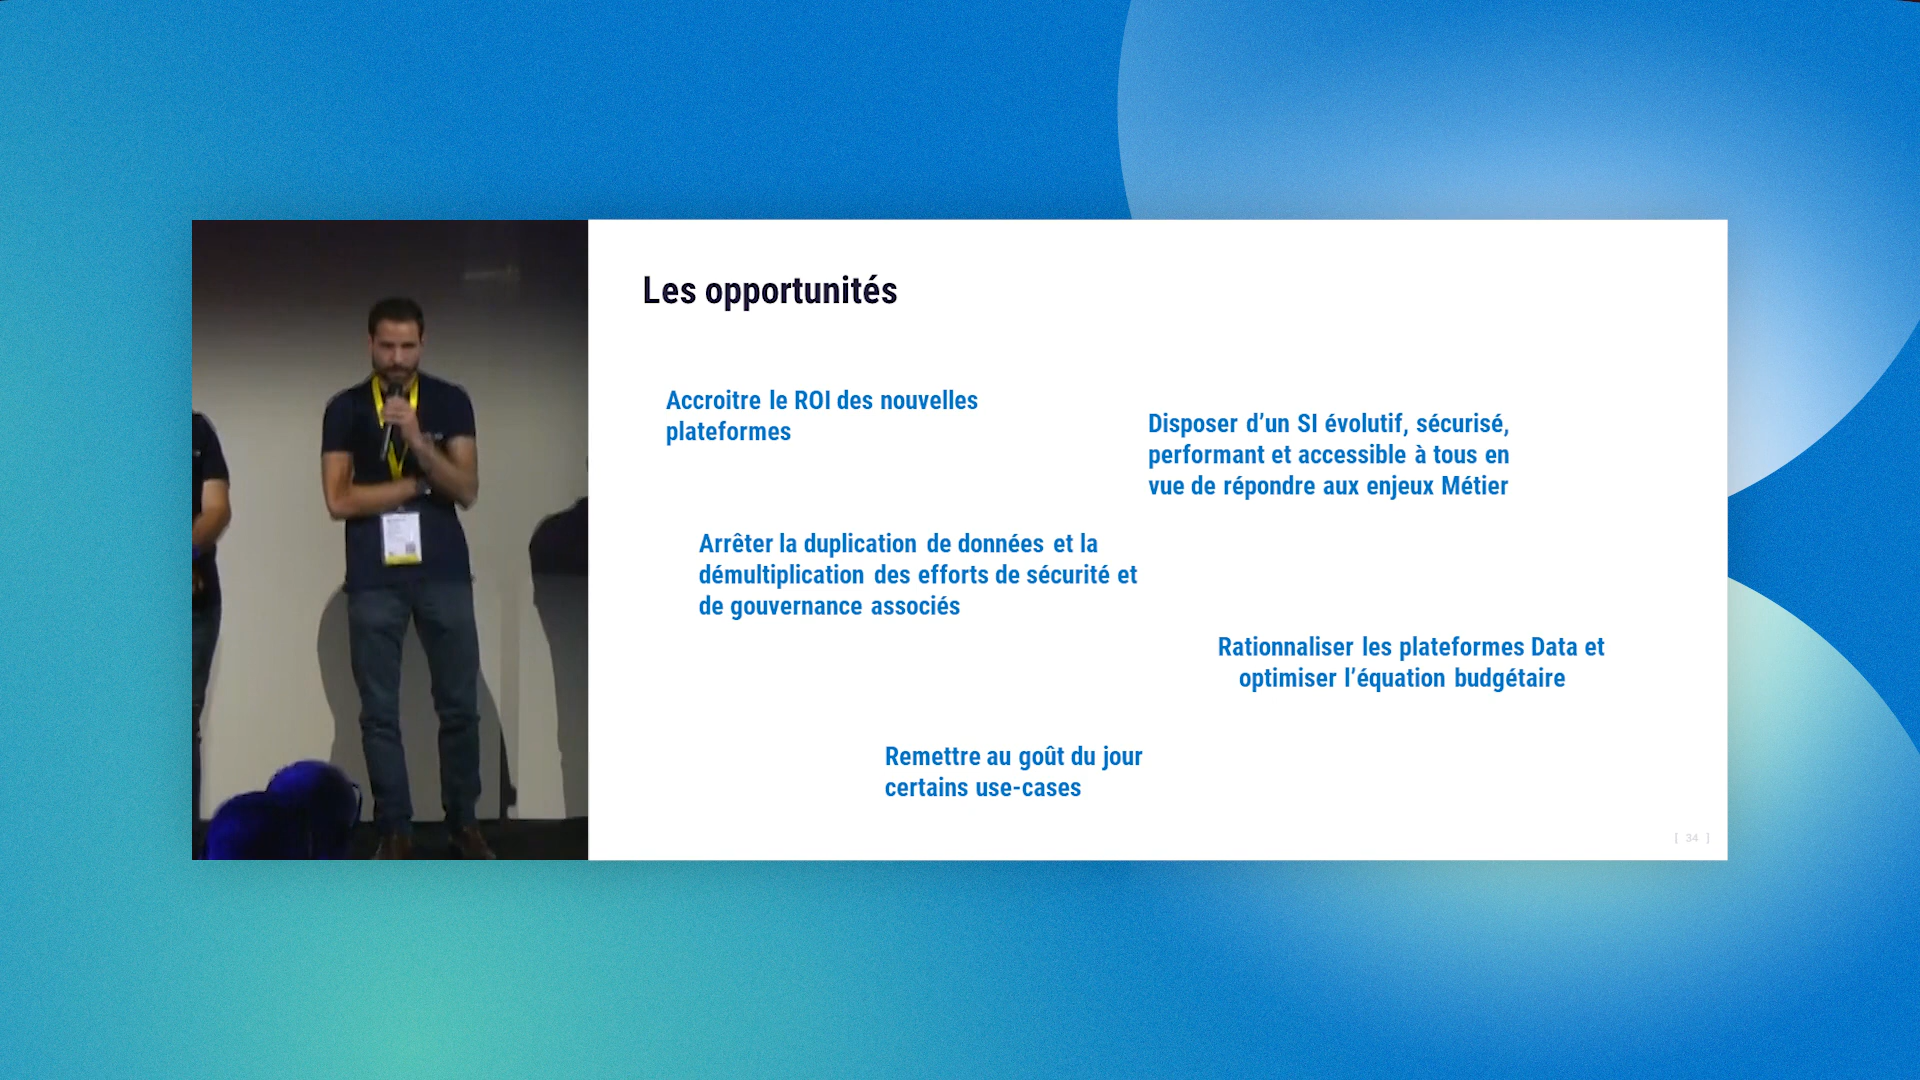 Les opportunités
Accroitre le ROI des nouvelles
plateformes
Disposer d’un SI évolutif, sécurisé,
performant et accessible à tous en
vue de répondre aux enjeux Métier
Arrêter la duplication de données et la
démultiplication des efforts de sécurité et
de gouvernance associés
Rationnaliser les plateformes Data et
optimiser l’équation budgétaire
Remettre au goût du jour
certains use-cases
[ 34 ]